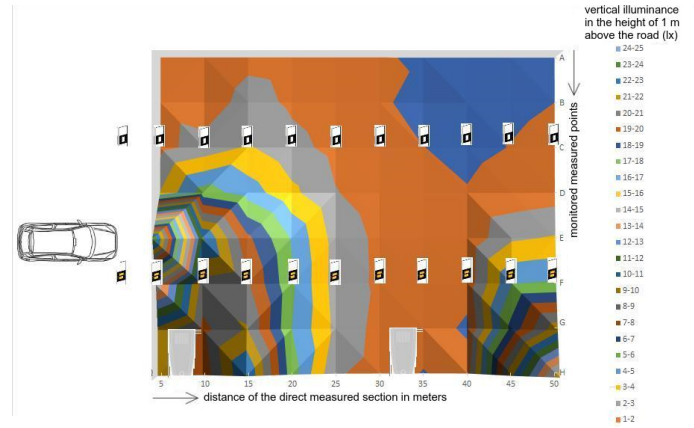 vertical illuminance
in the height of 1 m
above the road (lx)
24-25
23-24
22-23
21-22
20-21
19-20
18-19
17-18
16-17
15-16
14-15
13-14
12-13
11-12
10-11
9-10
8-9
7-8
6-7
5-6
4-5
3-4
2-3
1-2
A
B
C
D
E
F
G
H
monitored measured points
5 10 15 20 25 30 35 40 45 50
distance of the direct measured section in meters